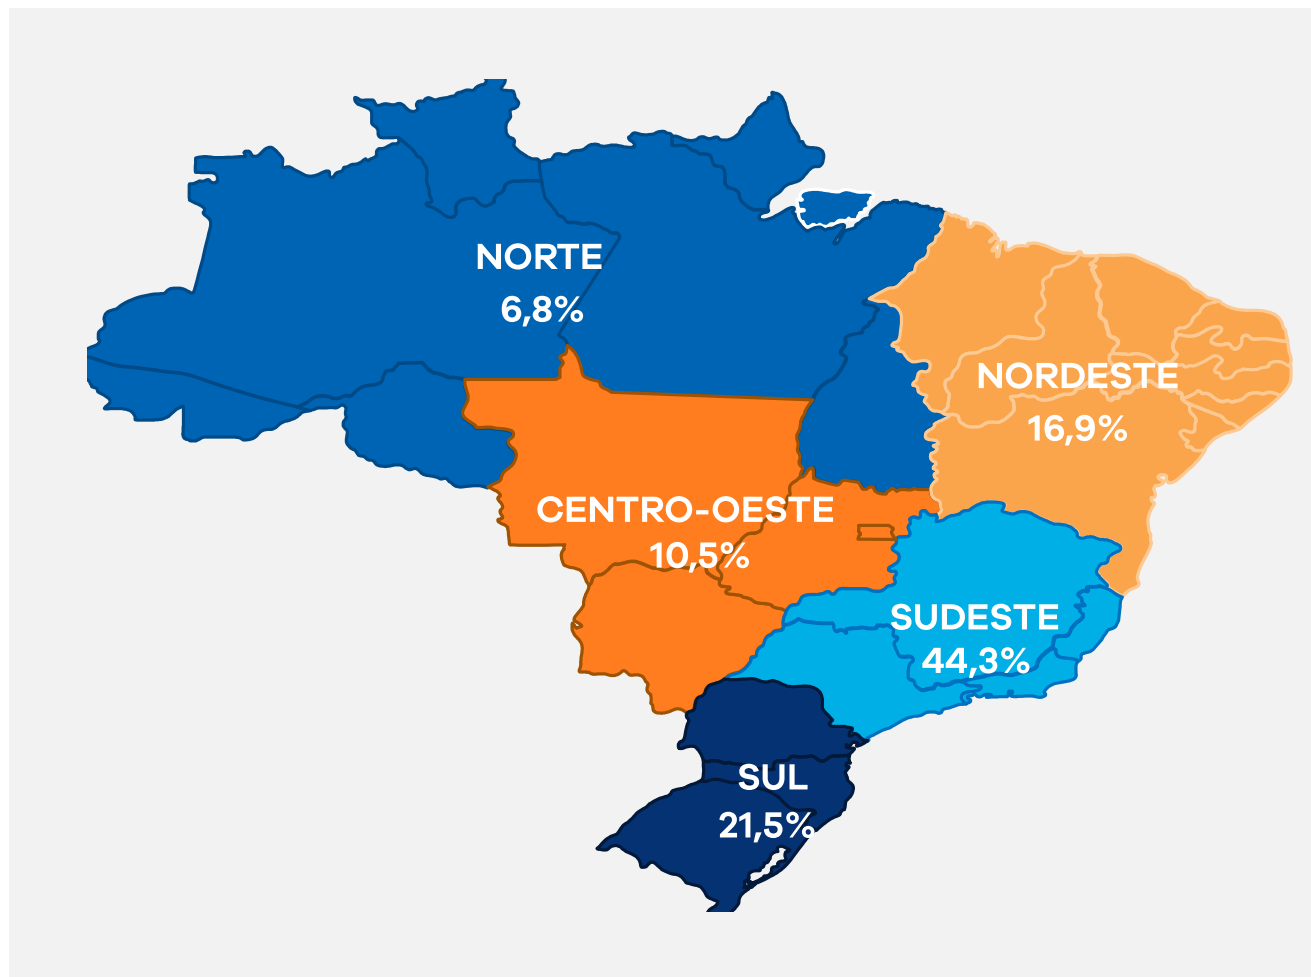 NORTE
6,8%
NORDESTE
16,9%
CENTRO-OESTE
10,5%
SUDESTE
44,3%
SUL
21,5%